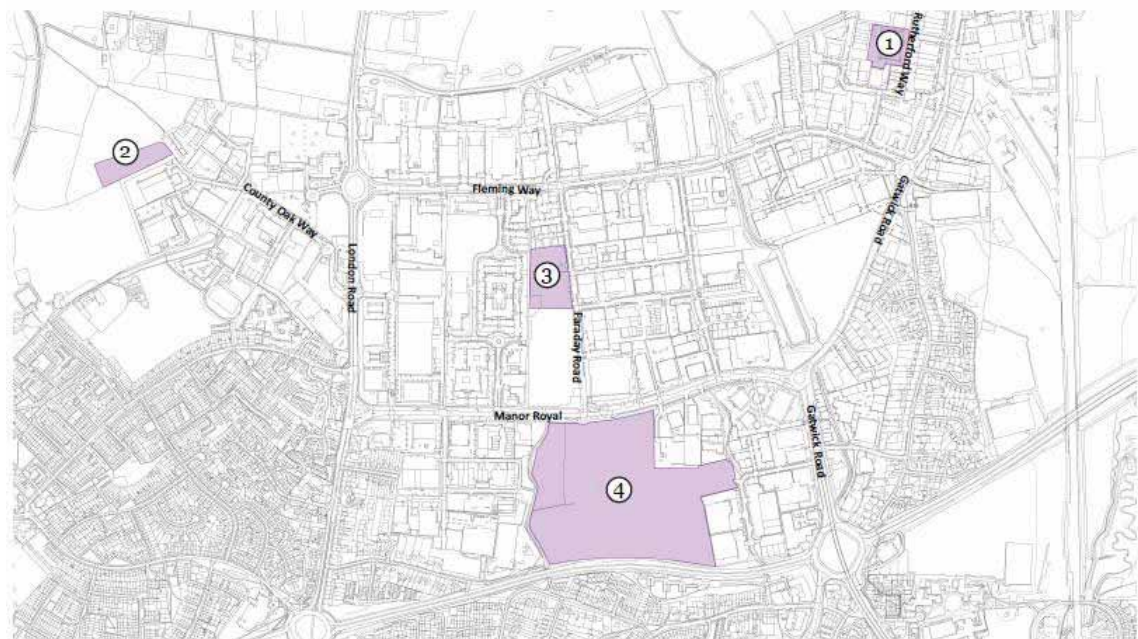 1
Rutherford Way
2
Fleming Way
Gatwick Road
County Oak Way
London Road
3
Faraday Road
Manor Royal
Gatwick Road
4